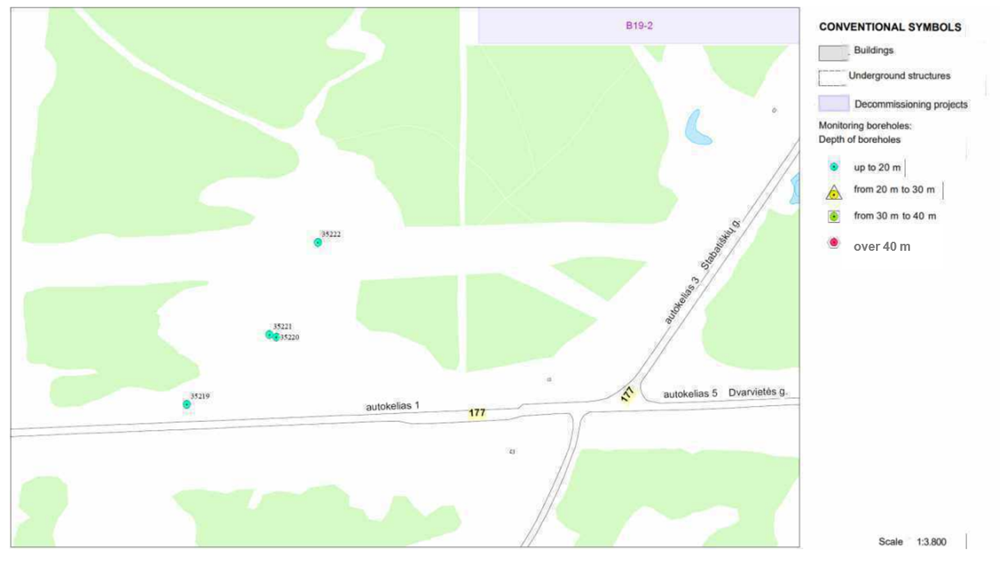 B19-2
35222
35221
35220
35219
autokelias 1
177
177
autokelias 3 Stabatiškių g.
autokelias 5 Dvarvietės g.
CONVENTIONAL SYMBOLS
Buildings
Underground structures
Decommissioning projects
Monitoring boreholes:
Depth of boreholes
up to 20 m
from 20 m to 30 m
from 30 m to 40 m
over 40 m
Scale 1:3.800